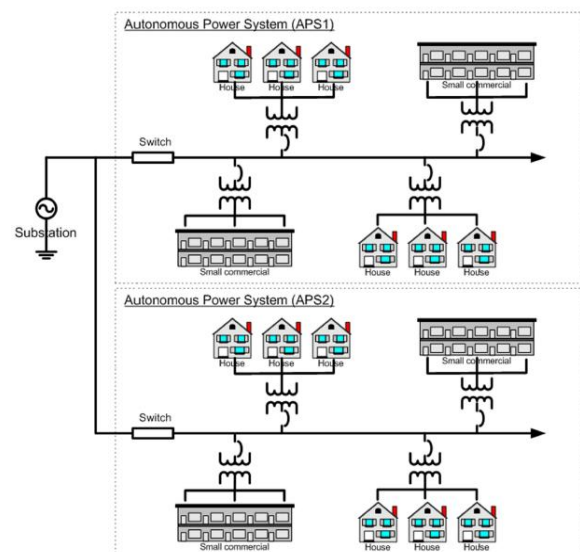 Autonomous Power System (APS1)
House House House
Small commercial
Switch
Substation
Small commercial
House House House
Autonomous Power System (APS2)
House House House
Small commercial
Switch
Small commercial
House House House